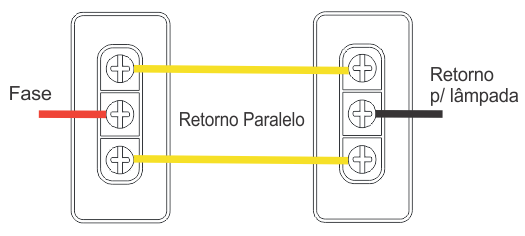 Fase
Retorno Paralelo
Retorno
p/ lâmpada